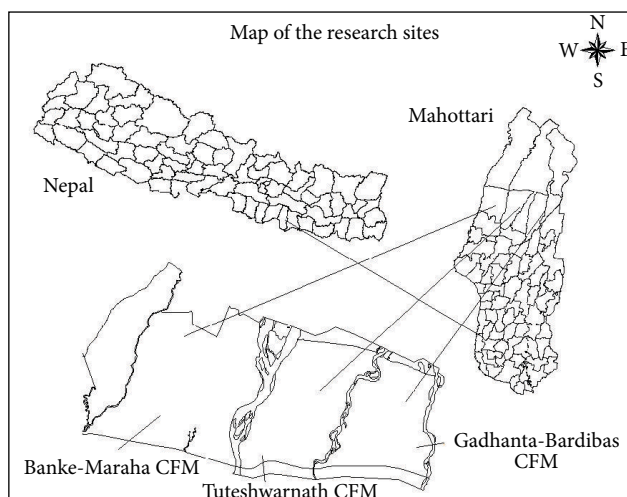 Map of the research sites
N
W E
S
Mahottari
Nepal
Banke-Maraha CFM
Gadhanta-Bardibas
CFM
Tuteshwarnath CFM